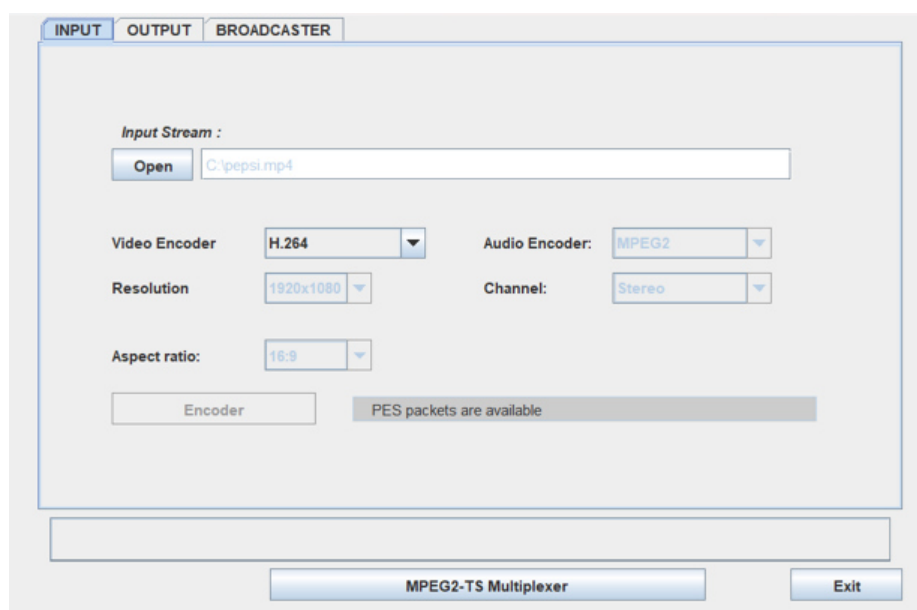 INPUT OUTPUT BROADCASTER
Input Stream :
Open C:\pepsi.mp4
Video Encoder H.264 Audio Encoder: MPEG2
Resolution 1920x1080 Channel: Stereo
Aspect ratio: 16:9
Encoder PES packets are available
MPEG2-TS Multiplexer Exit